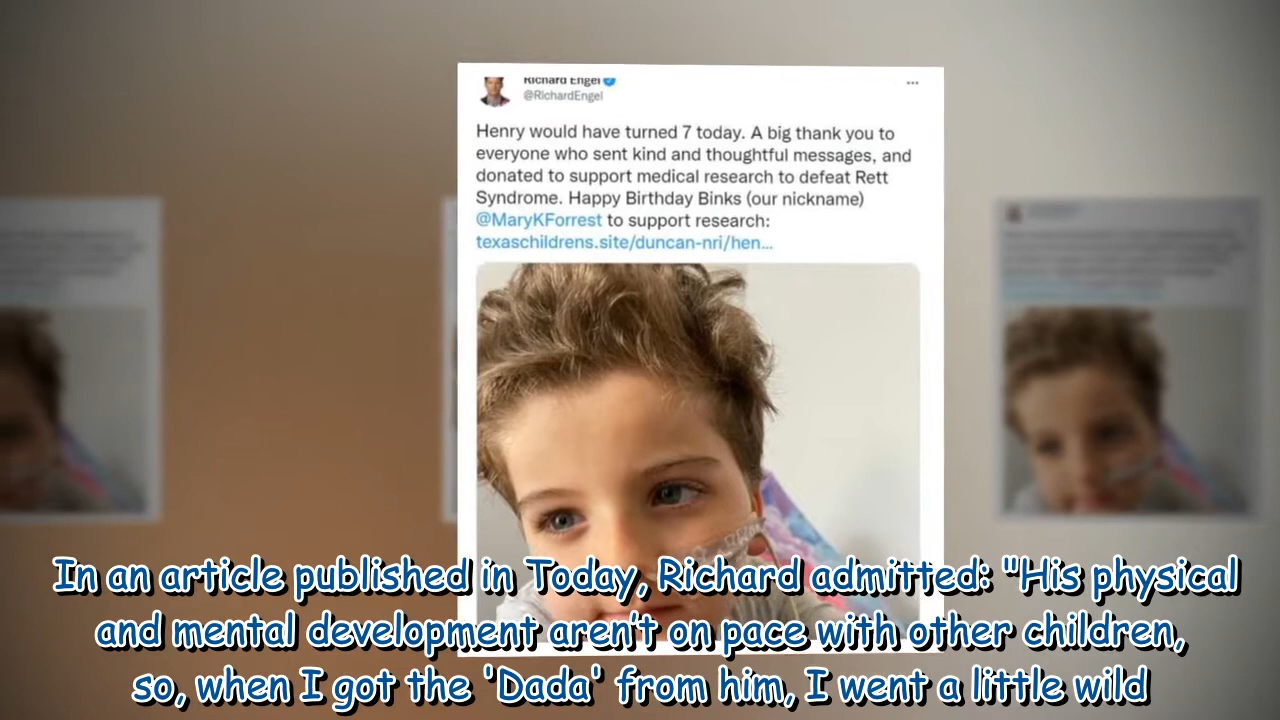 Richard Engel
@RichardEngel
Henry would have turned 7 today. A big thank you to
everyone who sent kind and thoughtful messages, and
donated to support medical research to defeat Rett
Syndrome. Happy Birthday Binks (our nickname)
@MaryKForrest to support research:
texaschildrens.site/duncan-nri/hen...
In an article published in Today, Richard admitted: "His physical
and mental development aren't on pace with other children,
so, when I got the 'Dada' from him, I went a little wild